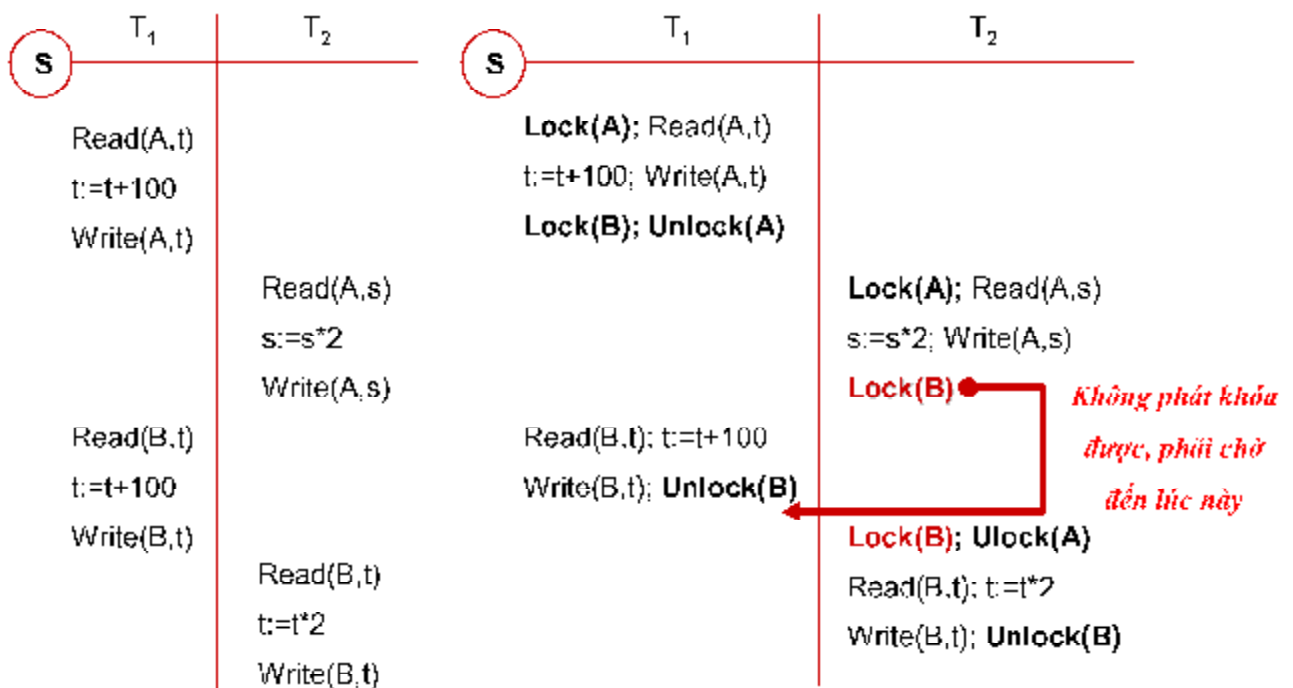 T1 T2
S
Read(A,t)
t:=t+100
Write(A,t)
Read(A,s)
s:=s*2
Write(A,s)
Read(B,t)
t:=t+100
Write(B,t)
Read(B,t)
t:=t*2
Write(B,t)
T1 T2
S
Lock(A); Read(A,t)
t:=t+100; Write(A,t)
Lock(B); Unlock(A)
Lock(A); Read(A,s)
s:=s*2; Write(A,s)
Lock(B)
Không phát khóa
được, phải chờ
đến lúc này
Read(B,t); t:=t+100
Write(B,t); Unlock(B)
Lock(B); Ulock(A)
Read(B,t); t:=t*2
Write(B,t); Unlock(B)